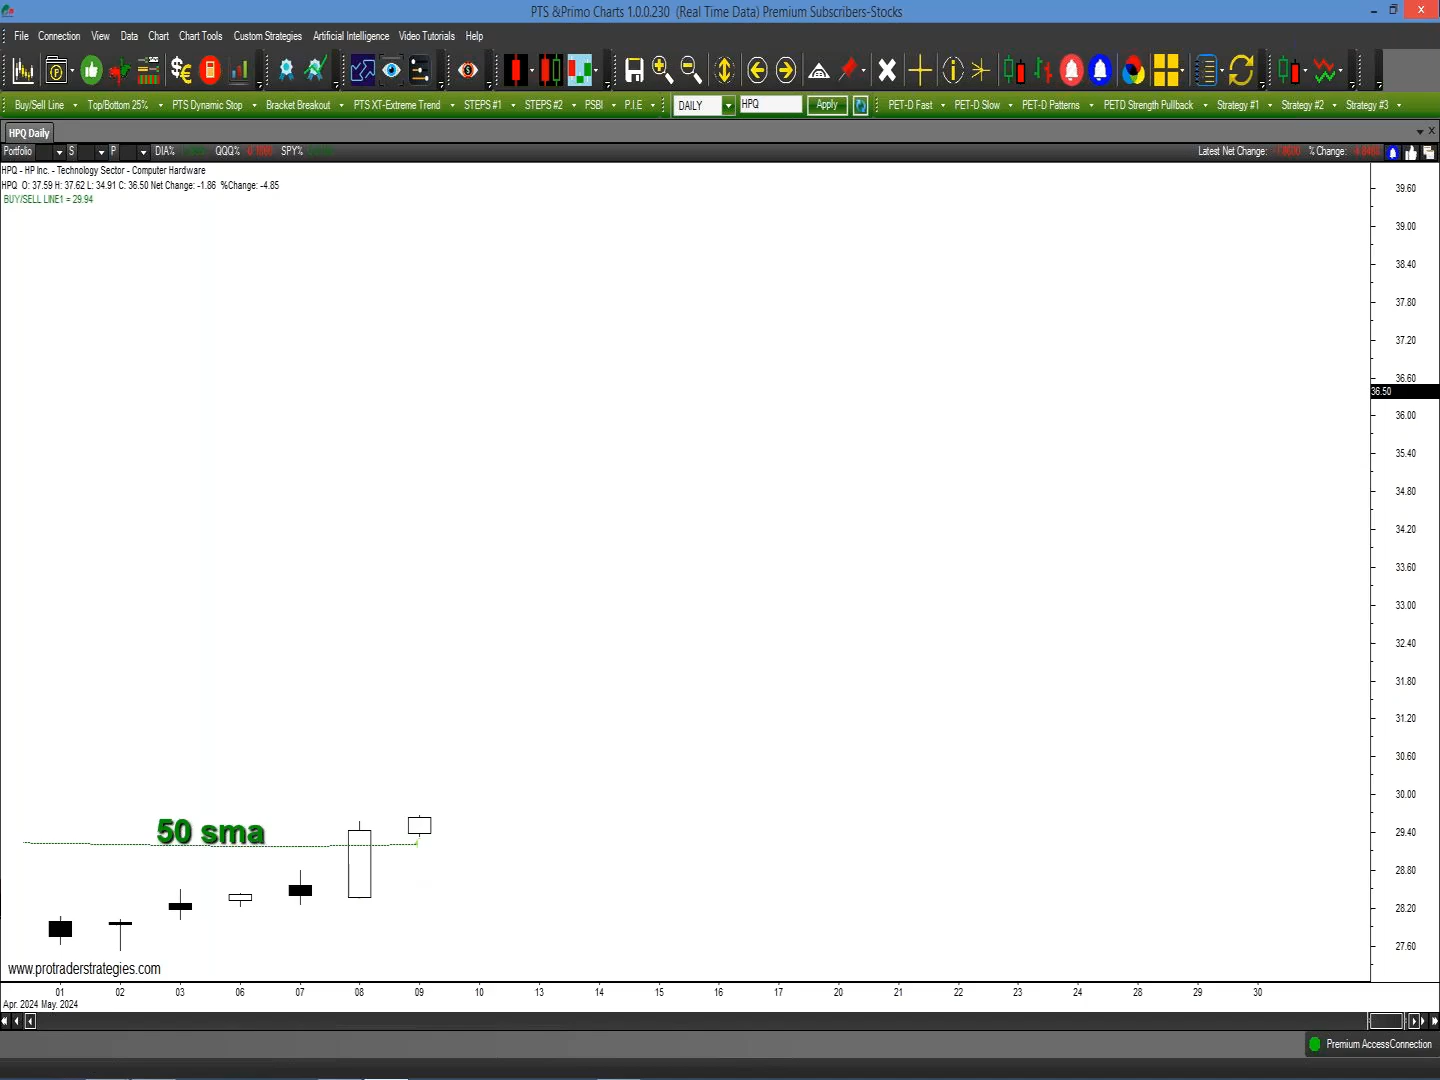 PTS &Primo Charts 1.0.0.230 (Real Time Data) Premium Subscribers-Stocks
File Connection View Data Chart Chart Tools Custom Strategies Artificial Intelligence Video Tutorials Help
Buy/Sell Line Top/Bottom 25% PTS Dynamic Stop Bracket Breakout PTS XT-Extreme Trend STEPS #1 STEPS #2 PSBI P.I.E DAILY HPQ Apply PET-D Fast PET-D Slow PET-D Patterns PETD Strength Pullback Strategy #1 Strategy #2 Strategy #3
HPQ Daily
Portfolio S P DIA% QQQ% SPY% Latest Net Change: % Change:
HPQ - HP Inc. - Technology Sector - Computer Hardware
HPQ O: 37.59 H: 37.62 L: 34.91 C: 36.50 Net Change: -1.86 %Change: -4.85
BUY/SELL LINE1 = 29.94
39.60
39.00
38.40
37.80
37.20
36.60
36.50
36.00
35.40
34.80
34.20
33.60
33.00
32.40
31.80
31.20
30.60
30.00
29.40
28.80
28.20
27.60
50 sma
www.protraderstrategies.com
01 02 03 06 07 08 09 10 13 14 15 16 17 20 21 22 23 24 28 29 30
Apr. 2024 May. 2024
Premium AccessConnection